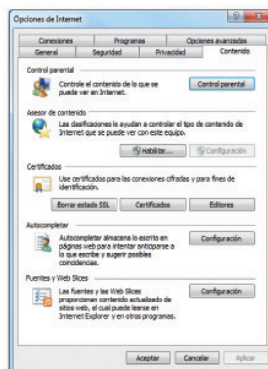 Opciones de Internet
Conexiones Programas Opciones avanzadas
General Seguridad Privacidad Contenido
Control parental
Controle el contenido de lo que se
puede ver en Internet.
Control parental
Asesor de contenido
Las clasificaciones le ayudan a controlar el tipo de contenido de
Internet que se puede ver con este equipo.
Habilitar... Configuración
Certificados
Use certificados para las conexiones cifradas y para fines de
identificación.
Borrar estado SSL Certificados Editores
Autocompletar
Autocompletar almacena lo escrito en
páginas web para intentar anticiparse a
lo que escribe y sugerir posibles
coincidencias.
Configuración
Fuentes y Web Slices
Las fuentes y las Web Slices
proporcionan contenido actualizado de
sitios web, el cual puede leerse en
Internet Explorer y en otros programas.
Configuración
Aceptar Cancelar Aplicar